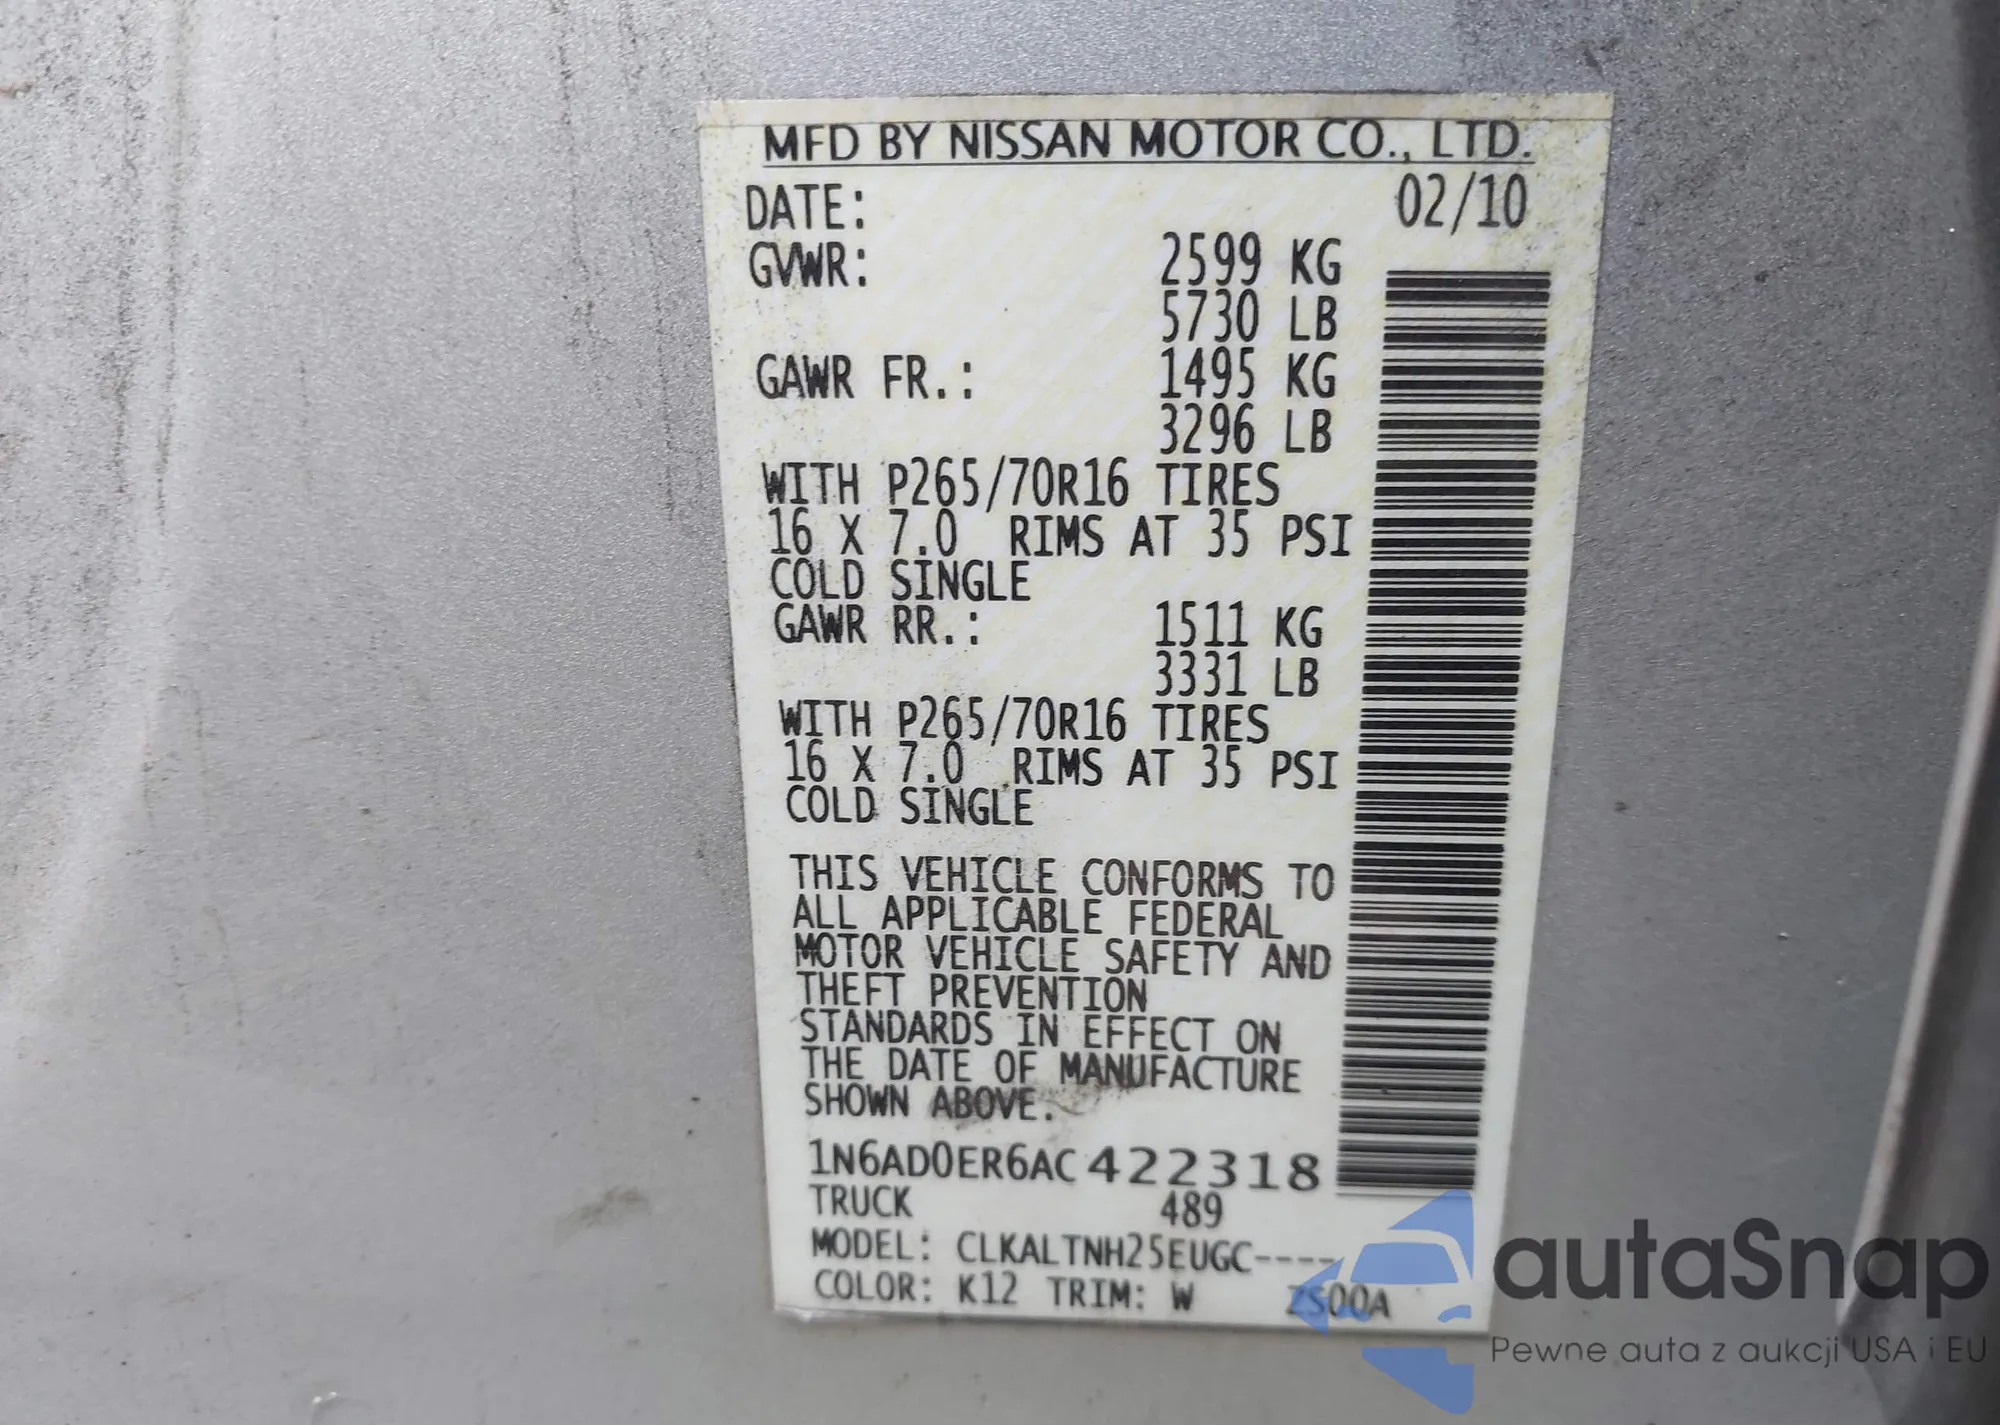 MFD BY NISSAN MOTOR CO., LTD.
DATE: 02/10
GVWR: 2599 KG
5730 LB
GAWR FR.: 1495 KG
3296 LB
WITH P265/70R16 TIRES
16 X 7.0 RIMS AT 35 PSI
COLD SINGLE
GAWR RR.: 1511 KG
3331 LB
WITH P265/70R16 TIRES
16 X 7.0 RIMS AT 35 PSI
COLD SINGLE
THIS VEHICLE CONFORMS TO
ALL APPLICABLE FEDERAL
MOTOR VEHICLE SAFETY AND
THEFT PREVENTION
STANDARDS IN EFFECT ON
THE DATE OF MANUFACTURE
SHOWN ABOVE.
1N6AD0ER6AC422318
TRUCK 489
MODEL: CLKALTNH25EUGC----
COLOR: K12 TRIM: W ZS00A
autaSnap
Pewne auta z aukcji USA i EU